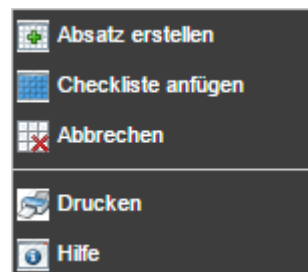 Absatz erstellen
Checkliste anfügen
Abbrechen
Drucken
Hilfe